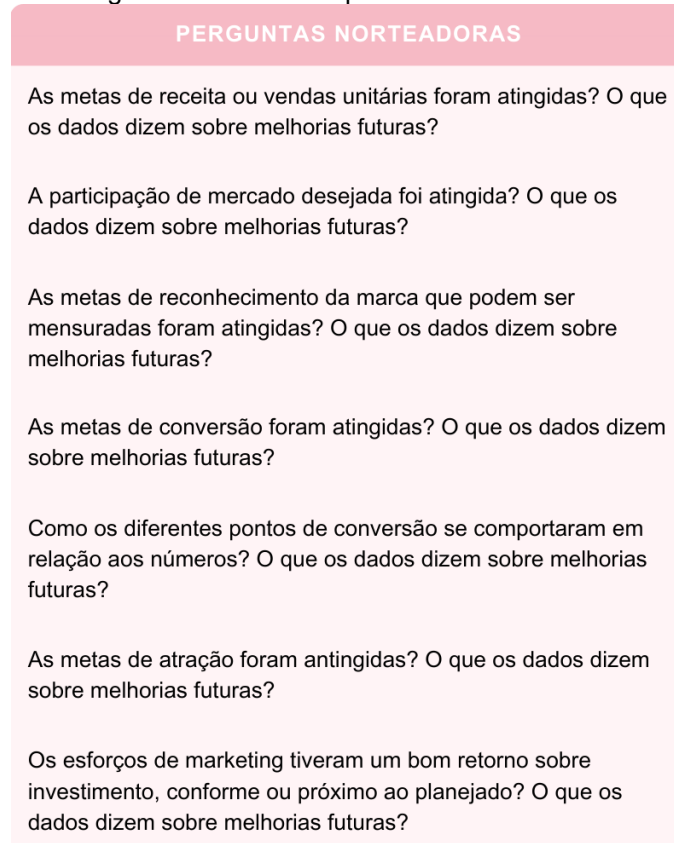 PERGUNTAS NORTEADORAS
As metas de receita ou vendas unitárias foram atingidas? O que
os dados dizem sobre melhorias futuras?
A participação de mercado desejada foi atingida? O que os
dados dizem sobre melhorias futuras?
As metas de reconhecimento da marca que podem ser
mensuradas foram atingidas? O que os dados dizem sobre
melhorias futuras?
As metas de conversão foram atingidas? O que os dados dizem
sobre melhorias futuras?
Como os diferentes pontos de conversão se comportaram em
relação aos números? O que os dados dizem sobre melhorias
futuras?
As metas de atração foram antingidas? O que os dados dizem
sobre melhorias futuras?
Os esforços de marketing tiveram um bom retorno sobre
investimento, conforme ou próximo ao planejado? O que os
dados dizem sobre melhorias futuras?